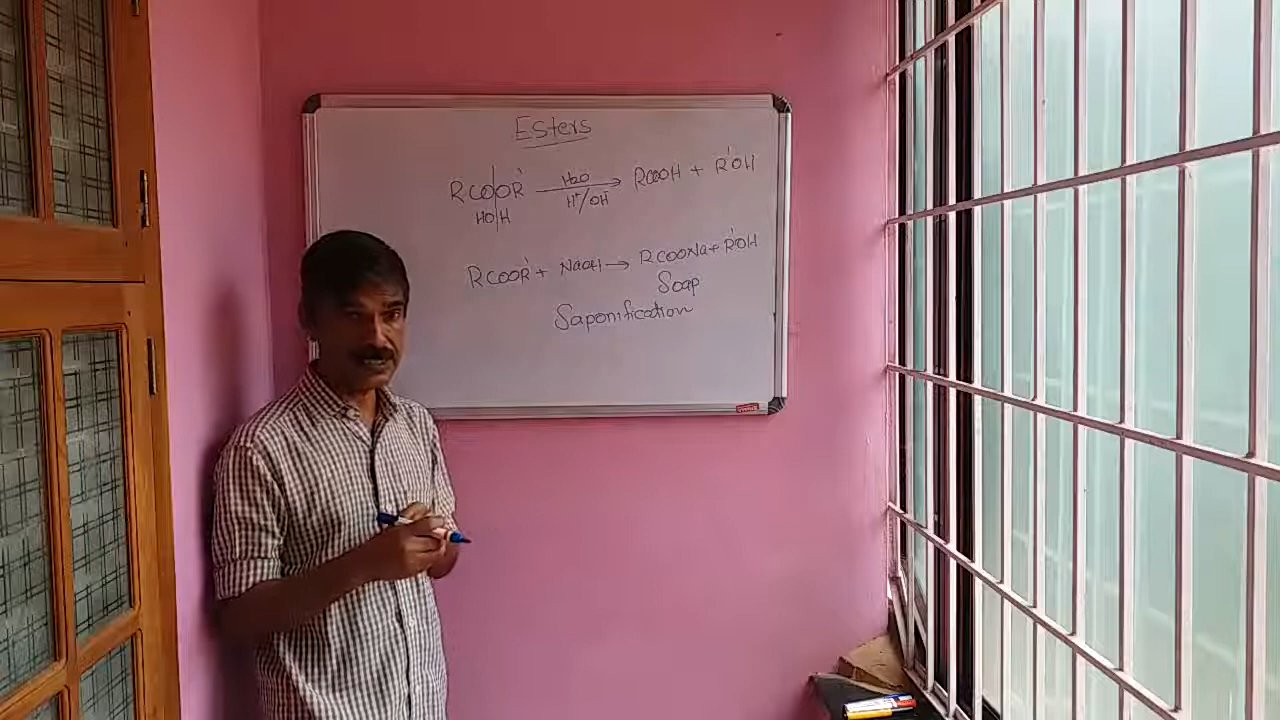 Esters
RCOOR' H2O → RCOOH + R'OH
HO/H H+/OH
RCOOR' + NaOH → RCOONa + R'OH
Soap
Saponification